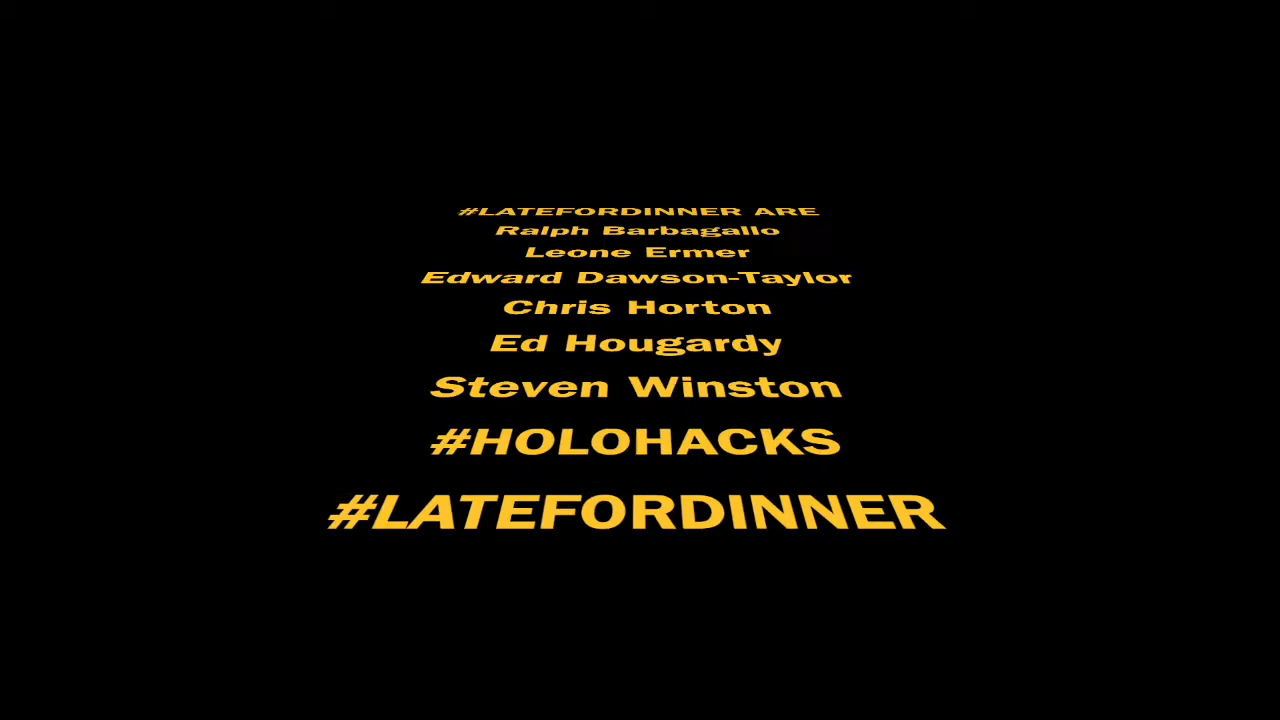 #LATEFORDINNER ARE
Ralph Barbagallo
Leone Ermer
Edward Dawson-Taylor
Chris Horton
Ed Hougardy
Steven Winston
#HOLOHACKS
#LATEFORDINNER